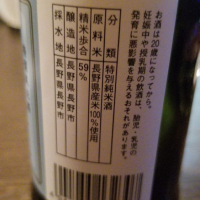 お酒は20歳になってから。
妊娠中や授乳期の飲酒は、胎児・乳児の
発育に悪影響を与えるおそれがあります。
分類 特別純米酒
原料米 長野県産米100%使用
精米歩合 59%
醸造地 長野県長野市
採水地 長野県長野市